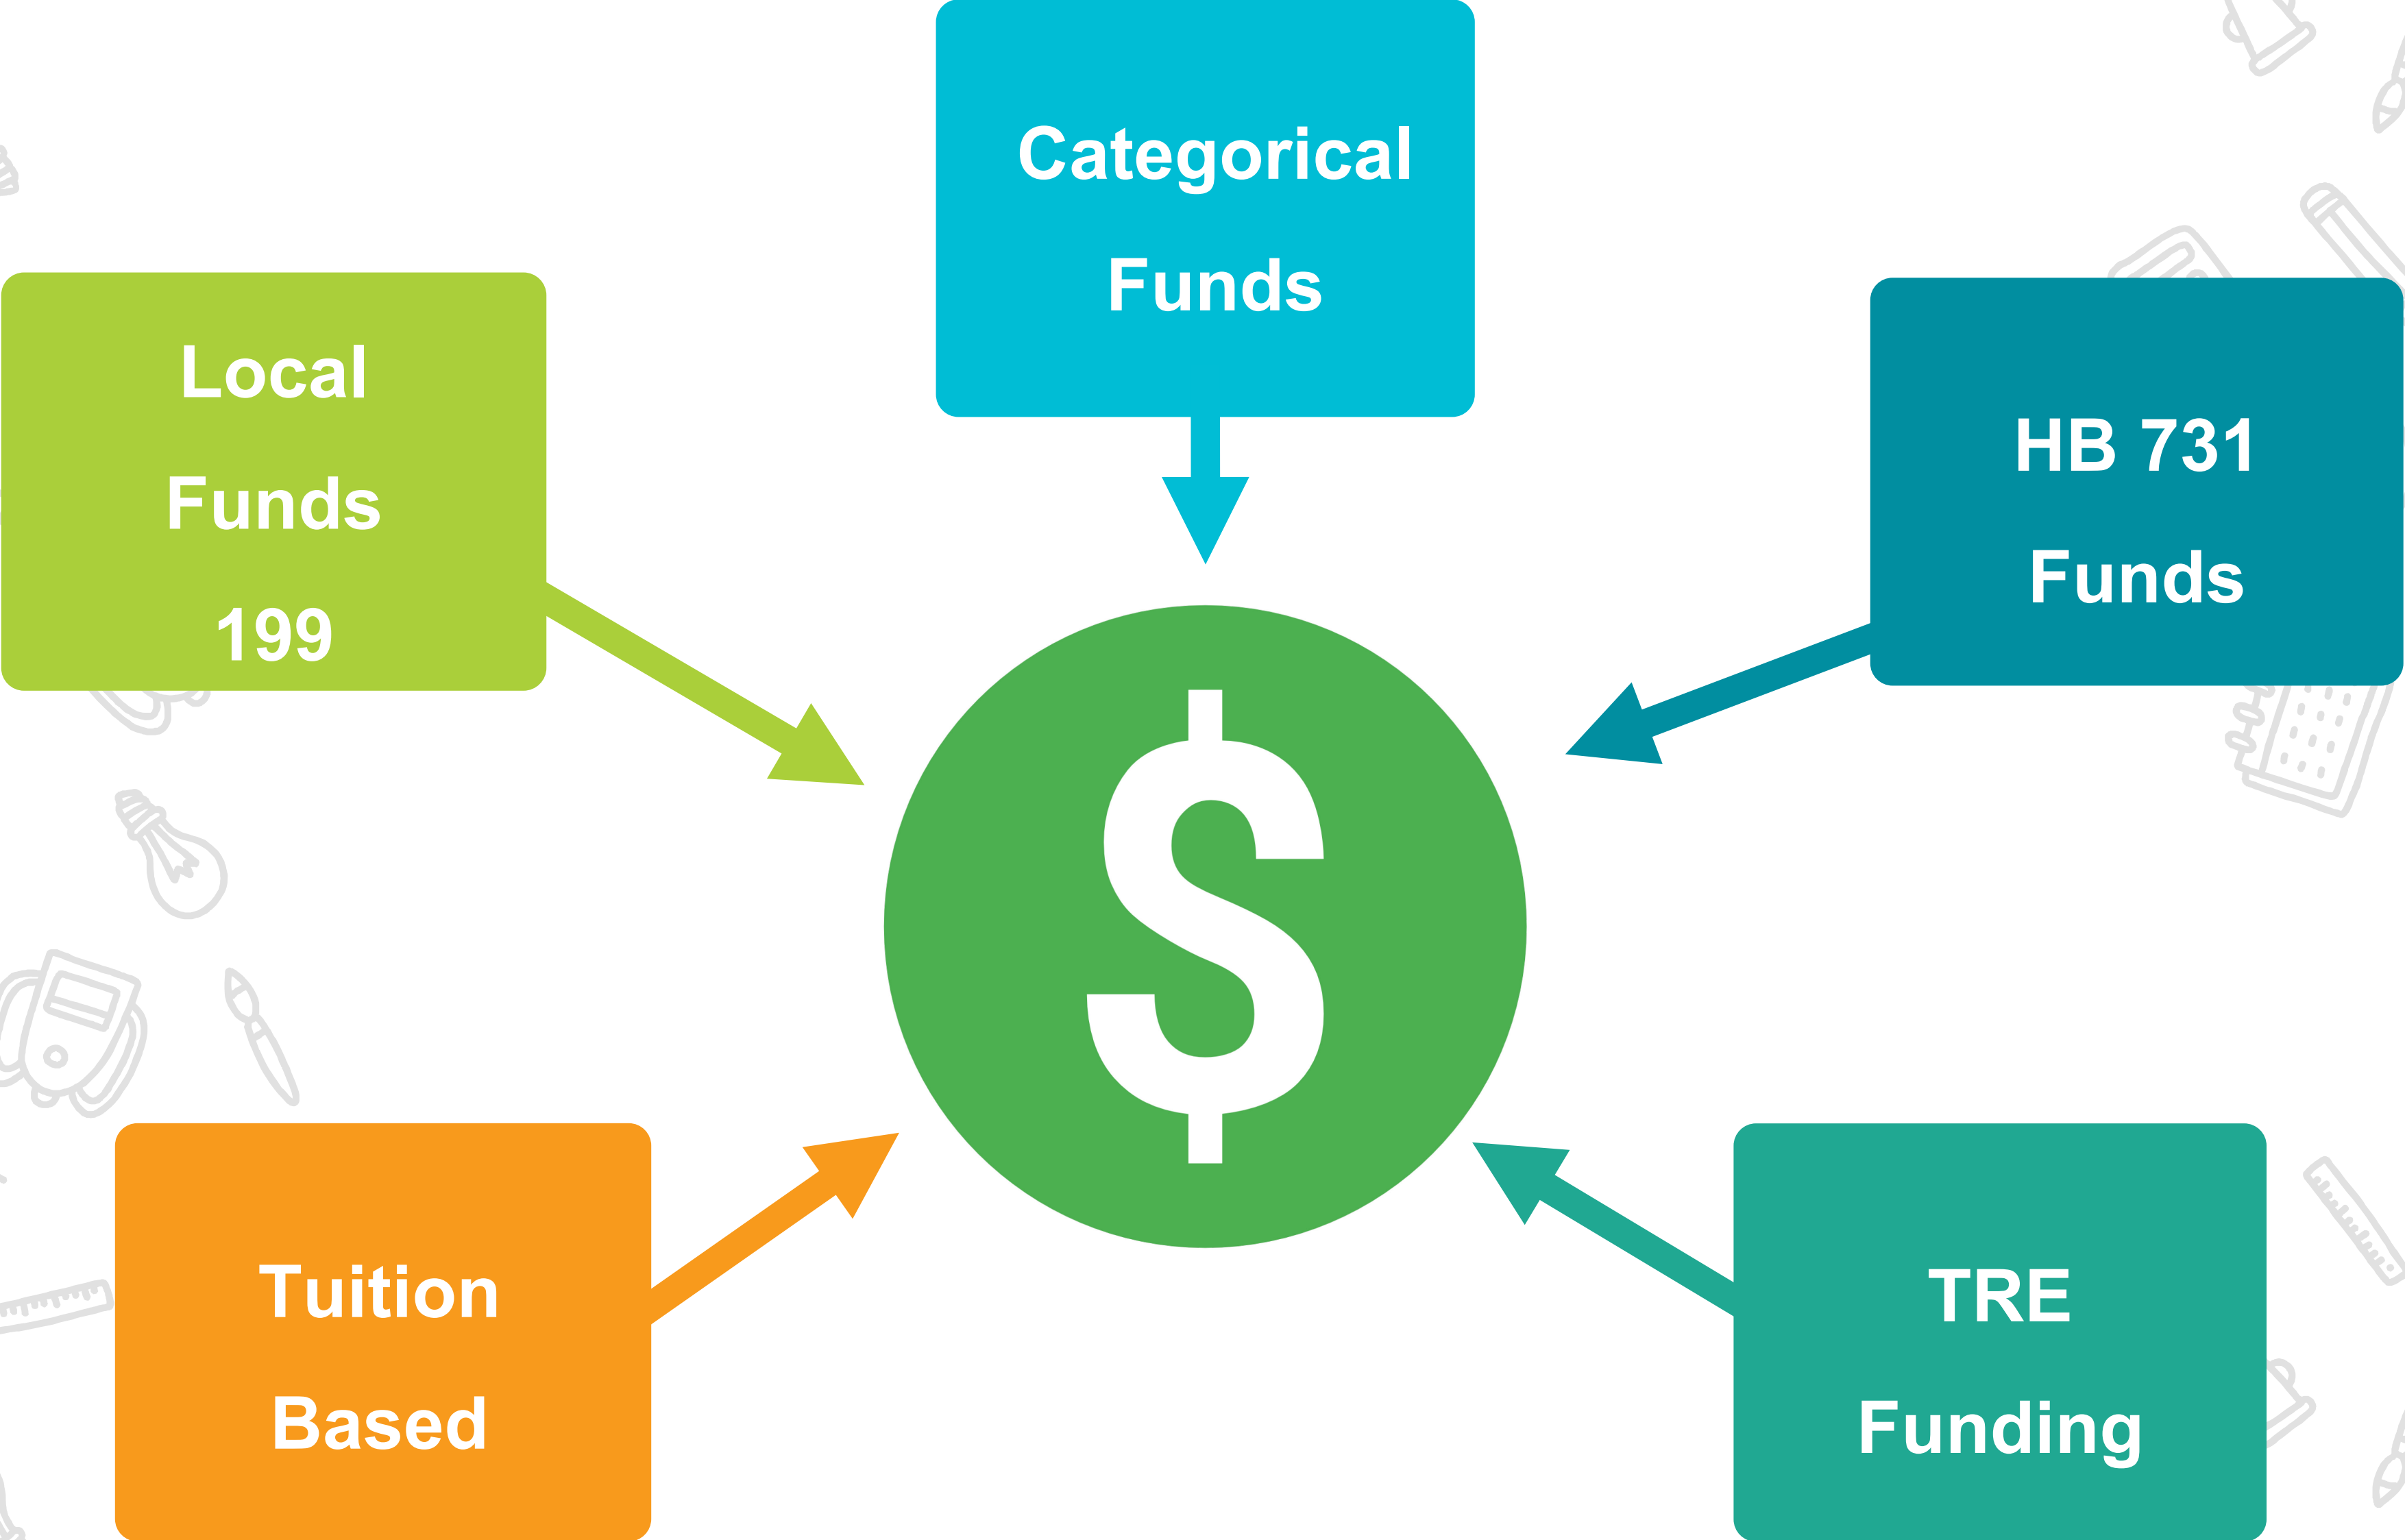 Categorical
Funds
Local
Funds
199
HB 731
Funds
$
Tuition
Based
TRE
Funding